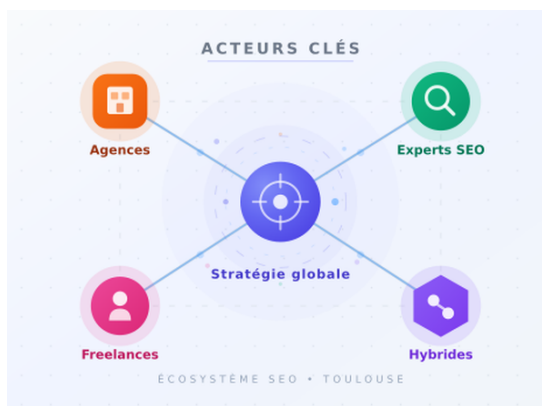 ACTEURS CLÉS
Agences
Experts SEO
Stratégie globale
Freelances
Hybrides
ÉCOSYSTÈME SEO • TOULOUSE